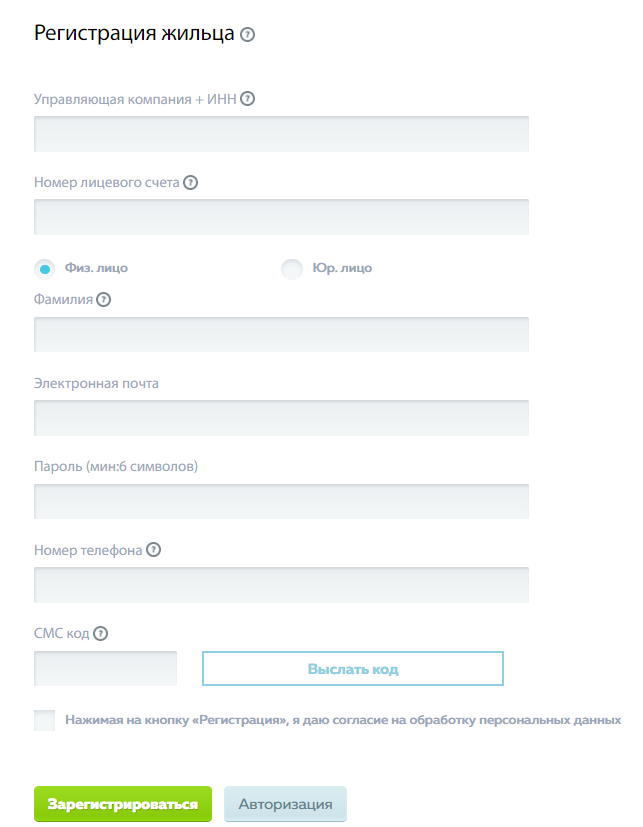 Регистрация жильца ?
Управляющая компания + ИНН ?
Номер лицевого счета ?
Физ. лицо Юр. лицо
Фамилия ?
Электронная почта
Пароль (мин:6 символов)
Номер телефона ?
СМС код ?
Выслать код
Нажимая на кнопку «Регистрация», я даю согласие на обработку персональных данных
Зарегистрироваться Авторизация